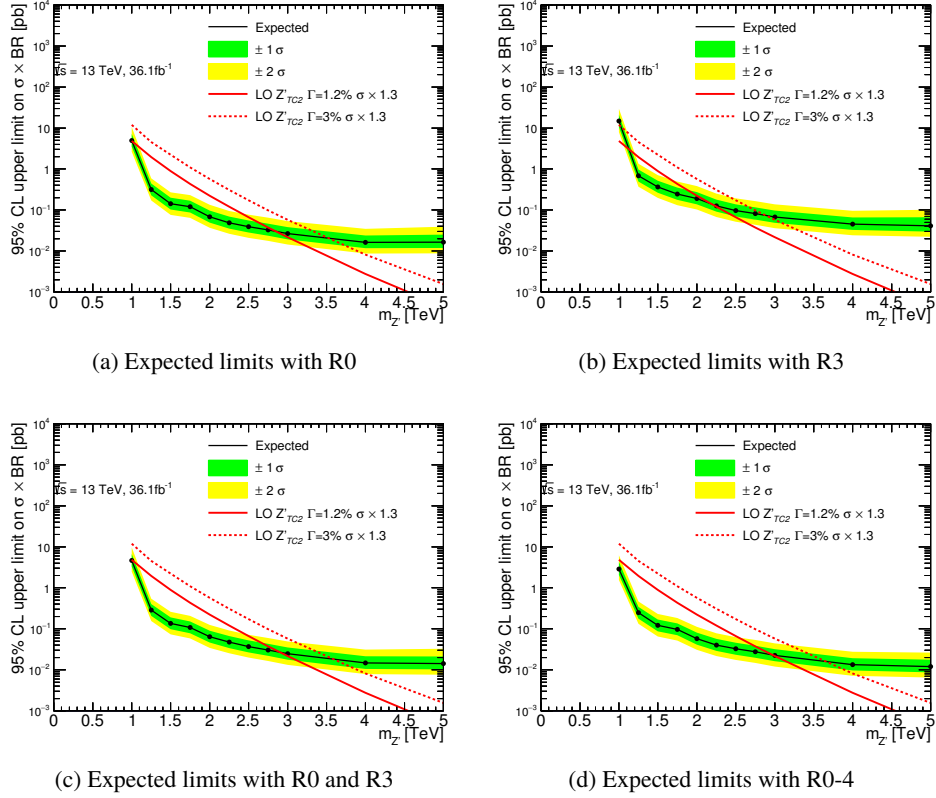 95% CL upper limit on σ × BR [pb]
10⁴
10³
10²
10
1
10⁻¹
10⁻²
10⁻³
Expected
± 1 σ
± 2 σ
√s = 13 TeV, 36.1fb⁻¹
LO Z'TC2 Γ=1.2% σ × 1.3
LO Z'TC2 Γ=3% σ × 1.3
0 0.5 1 1.5 2 2.5 3 3.5 4 4.5 5
mZ' [TeV]
(a) Expected limits with R0
95% CL upper limit on σ × BR [pb]
10⁴
10³
10²
10
1
10⁻¹
10⁻²
10⁻³
Expected
± 1 σ
± 2 σ
√s = 13 TeV, 36.1fb⁻¹
LO Z'TC2 Γ=1.2% σ × 1.3
LO Z'TC2 Γ=3% σ × 1.3
0 0.5 1 1.5 2 2.5 3 3.5 4 4.5 5
mZ' [TeV]
(b) Expected limits with R3
95% CL upper limit on σ × BR [pb]
10⁴
10³
10²
10
1
10⁻¹
10⁻²
10⁻³
Expected
± 1 σ
± 2 σ
√s = 13 TeV, 36.1fb⁻¹
LO Z'TC2 Γ=1.2% σ × 1.3
LO Z'TC2 Γ=3% σ × 1.3
0 0.5 1 1.5 2 2.5 3 3.5 4 4.5 5
mZ' [TeV]
(c) Expected limits with R0 and R3
95% CL upper limit on σ × BR [pb]
10⁴
10³
10²
10
1
10⁻¹
10⁻²
10⁻³
Expected
± 1 σ
± 2 σ
√s = 13 TeV, 36.1fb⁻¹
LO Z'TC2 Γ=1.2% σ × 1.3
LO Z'TC2 Γ=3% σ × 1.3
0 0.5 1 1.5 2 2.5 3 3.5 4 4.5 5
mZ' [TeV]
(d) Expected limits with R0-4